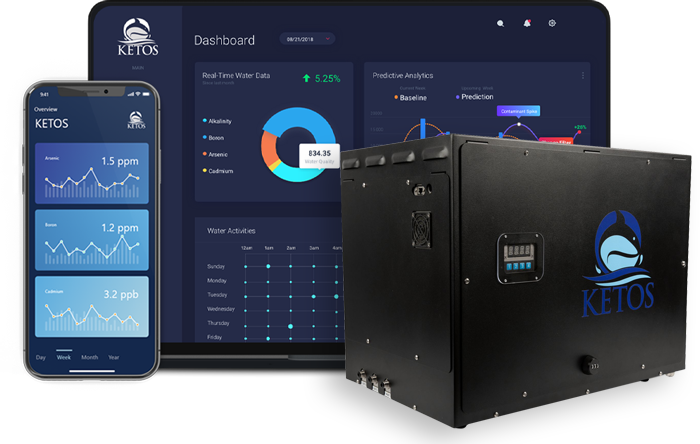 KETOS
Dashboard
08/21/2018
Real-Time Water Data
5.25%
Alkalinity
Boron
Arsenic
Cadmium
834.35
Water Quality
Predictive Analytics
Baseline
Prediction
Contaminant Spike
+20%
Water Activities
12am 1am 2am 3am 4am
Sunday
Monday
Tuesday
Wednesday
Thursday
Friday
9:41
Overview
KETOS
KETOS
Arsenic
1.5 ppm
Boron
1.2 ppm
Cadmium
3.2 ppb
Day Week Month Year
KETOS